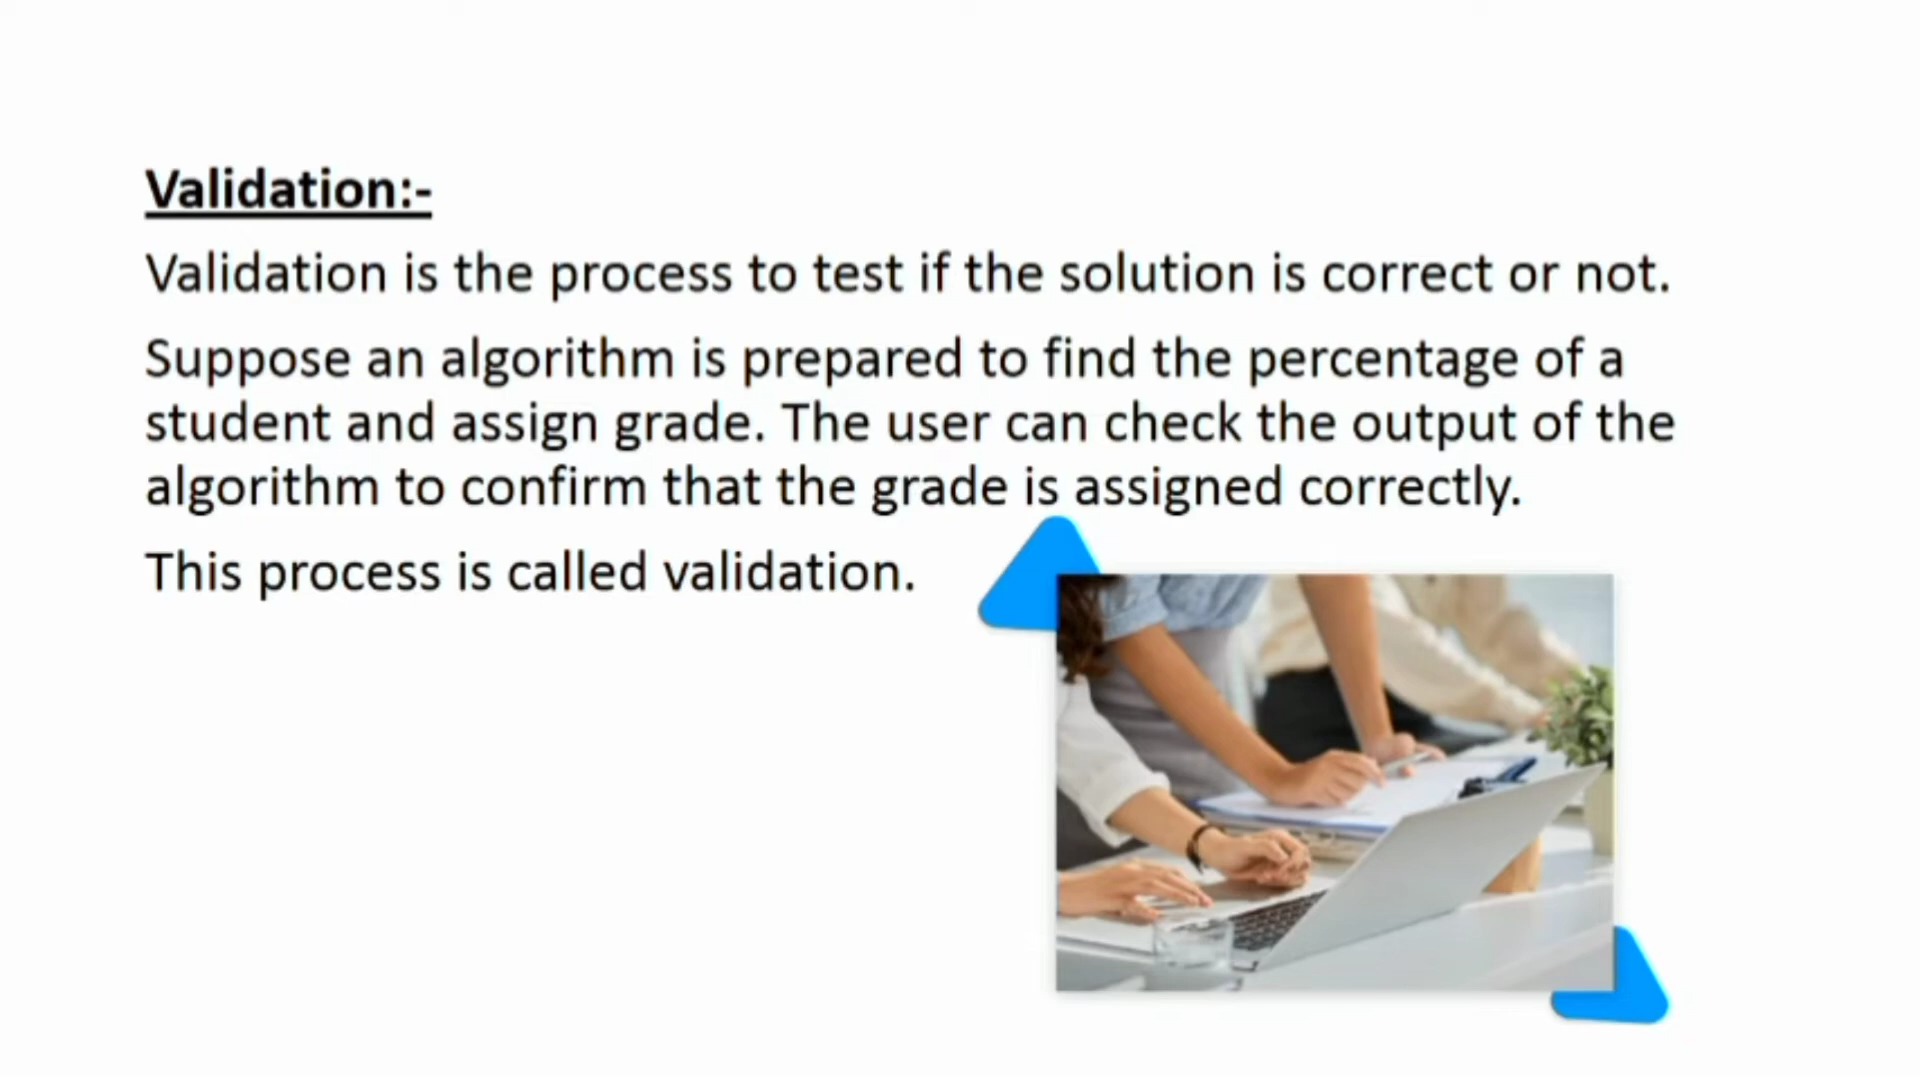 Validation:-
Validation is the process to test if the solution is correct or not.
Suppose an algorithm is prepared to find the percentage of a
student and assign grade. The user can check the output of the
algorithm to confirm that the grade is assigned correctly.
This process is called validation.